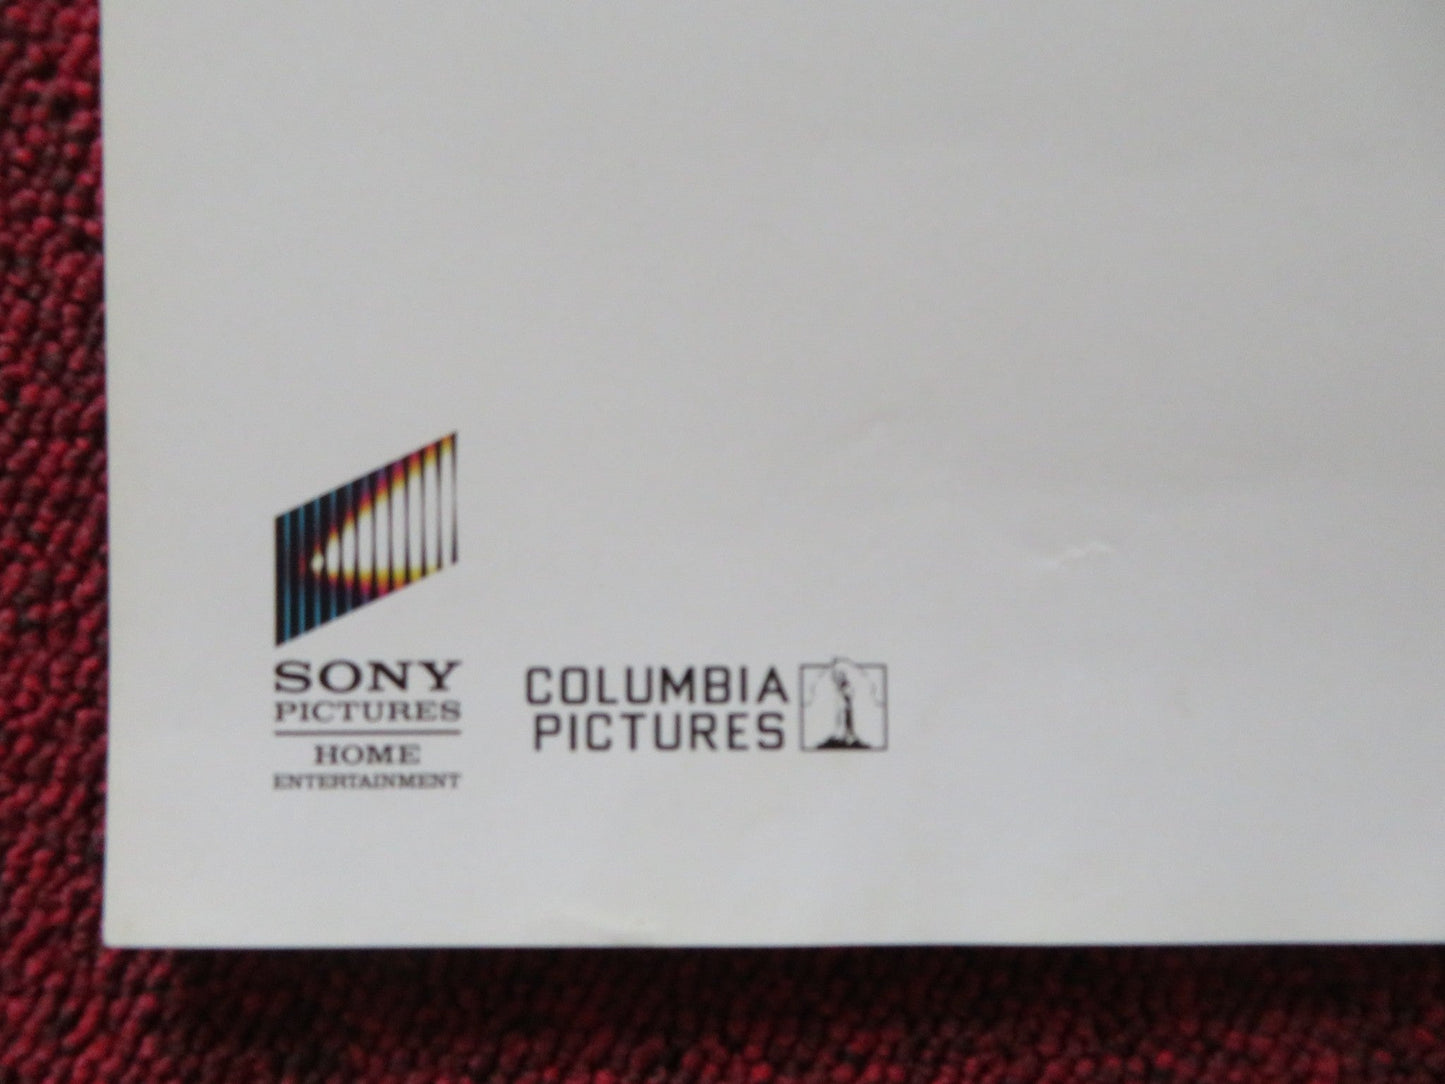 SONY
PICTURES
HOME
ENTERTAINMENT
COLUMBIA
PICTURES